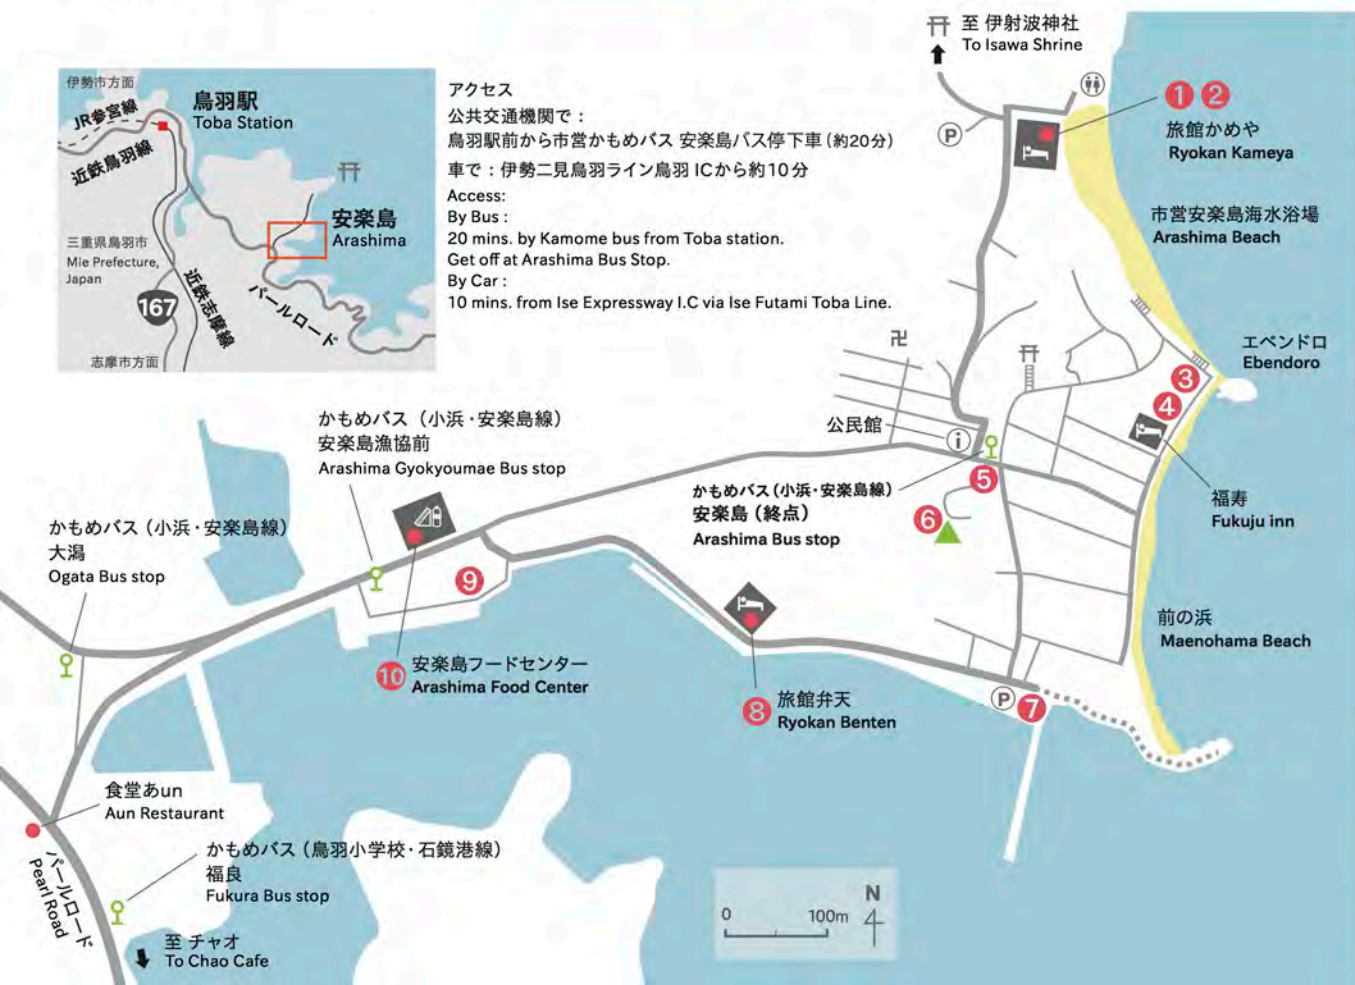 至 伊射波神社
To Isawa Shrine
伊勢市方面
JR参宮線
鳥羽駅
Toba Station
近鉄鳥羽線
安楽島
Arashima
三重県鳥羽市
Mie Prefecture,
Japan
167
近鉄志摩線
パールロード
志摩市方面
アクセス
公共交通機関で：
鳥羽駅前から市営かもめバス 安楽島バス停下車（約20分）
車で：伊勢二見鳥羽ライン鳥羽 ICから約10分
Access:
By Bus :
20 mins. by Kamome bus from Toba station.
Get off at Arashima Bus Stop.
By Car :
10 mins. from Ise Expressway I.C via Ise Futami Toba Line.
P
1 2
旅館かめや
Ryokan Kameya
市営安楽島海水浴場
Arashima Beach
エベンドロ
Ebendoro
卍
3
4
公民館
i
福寿
Fukuju inn
かもめバス（小浜・安楽島線）
安楽島漁協前
Arashima Gyokyoumae Bus stop
かもめバス（小浜・安楽島線）
安楽島（終点）
Arashima Bus stop
5
6
かもめバス（小浜・安楽島線）
大潟
Ogata Bus stop
9
前の浜
Maenohama Beach
10
安楽島フードセンター
Arashima Food Center
8
旅館弁天
Ryokan Benten
P
7
食堂あun
Aun Restaurant
パールロード
Pearl Road
かもめバス（鳥羽小学校・石鏡港線）
福良
Fukura Bus stop
至 チャオ
To Chao Cafe
0 100m
N